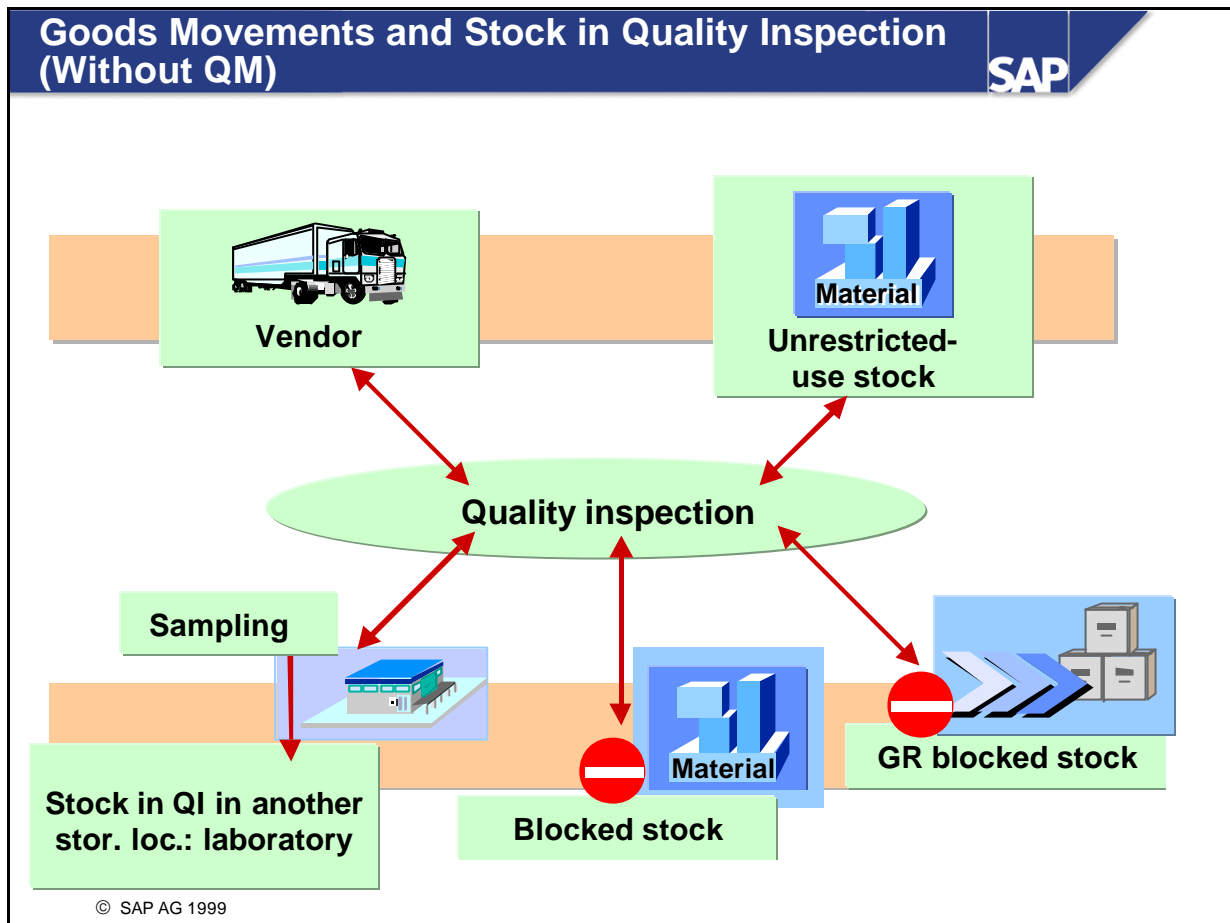 Goods Movements and Stock in Quality Inspection
(Without QM)
SAP
Vendor
Material
Unrestricted-
use stock
Quality inspection
Sampling
Stock in QI in another
stor. loc.: laboratory
Material
Blocked stock
GR blocked stock
© SAP AG 1999